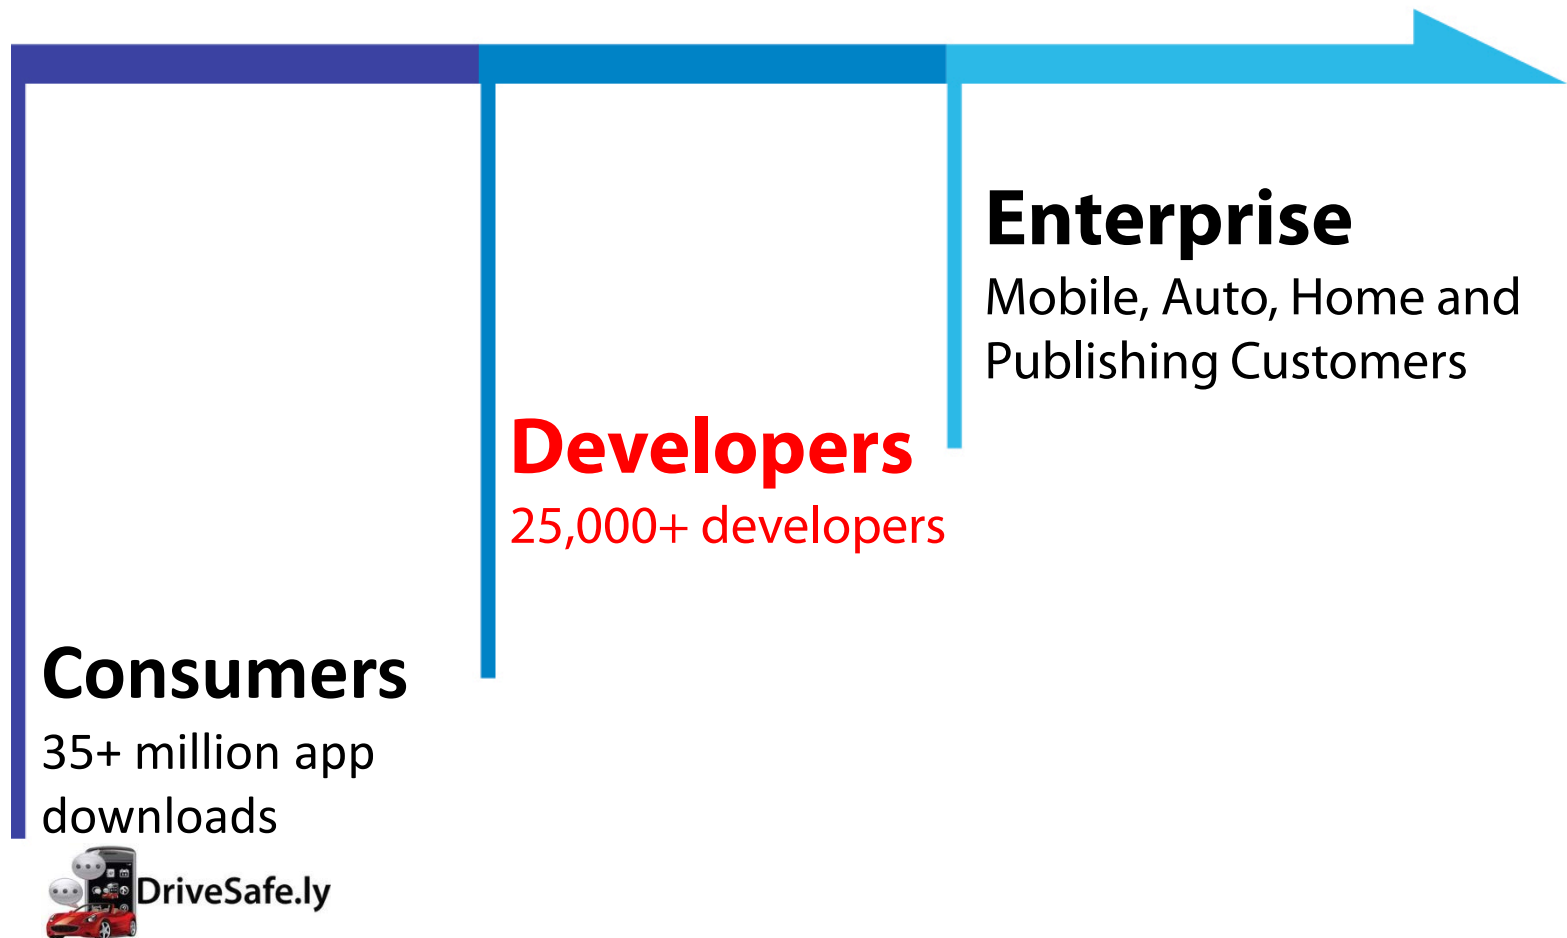 Enterprise
Mobile, Auto, Home and
Publishing Customers
Developers
25,000+ developers
Consumers
35+ million app
downloads
DriveSafe.ly